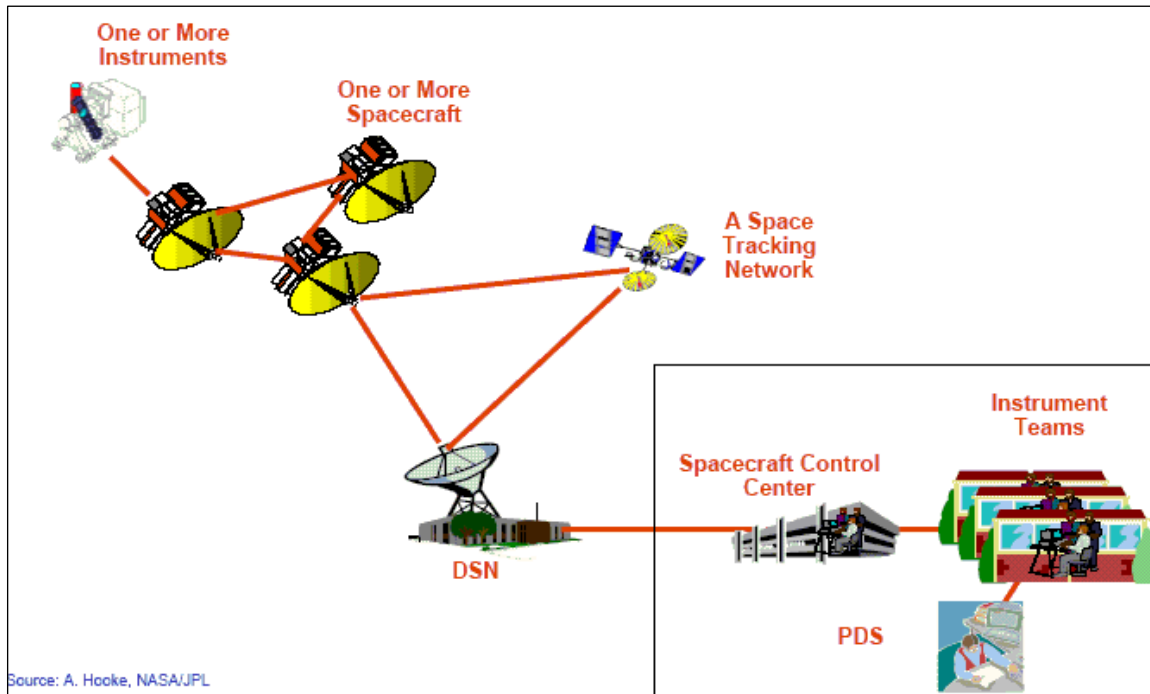 One or More
Instruments
One or More
Spacecraft
A Space
Tracking
Network
Instrument
Teams
Spacecraft Control
Center
DSN
PDS
Source: A. Hooke, NASA/JPL